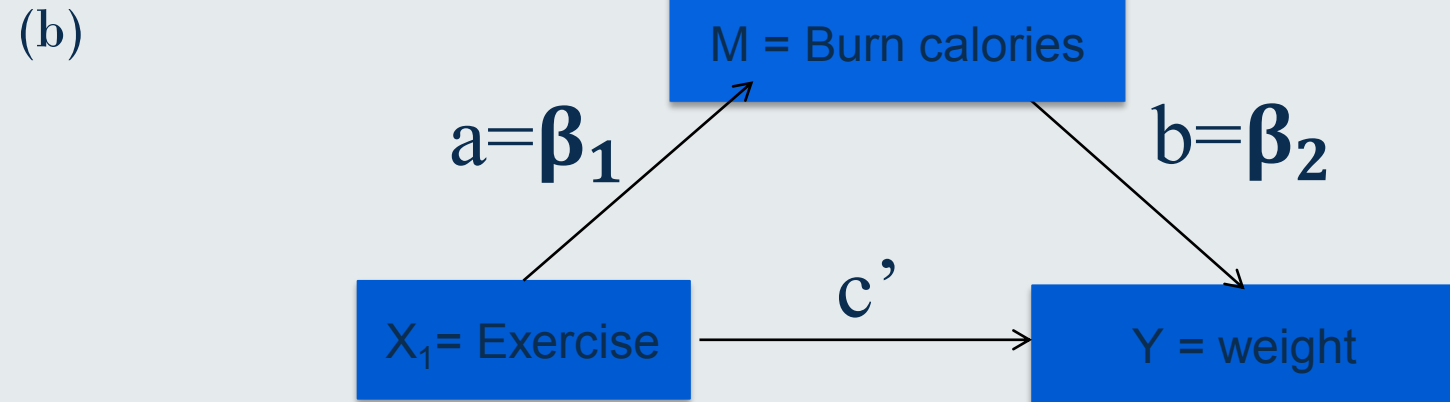 (b)
M = Burn calories
a=β₁
b=β₂
c’
X₁= Exercise
Y = weight